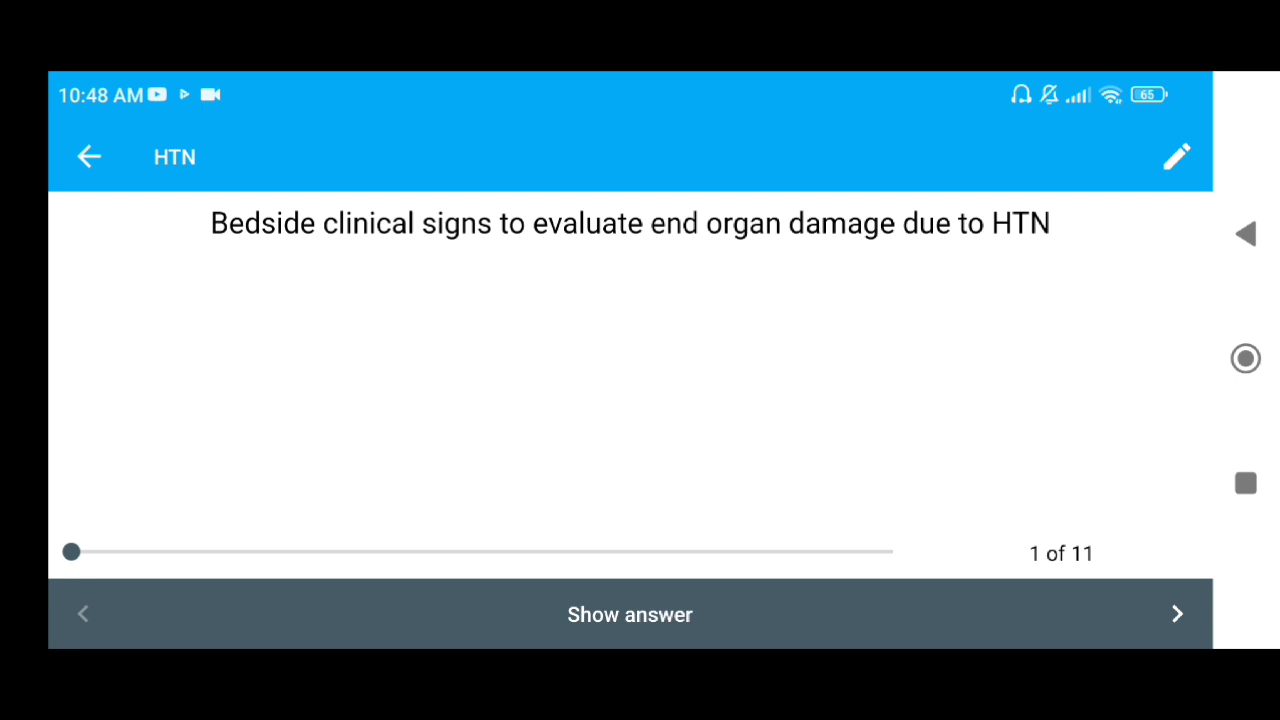 10:48 AM
65
HTN
Bedside clinical signs to evaluate end organ damage due to HTN
1 of 11
Show answer